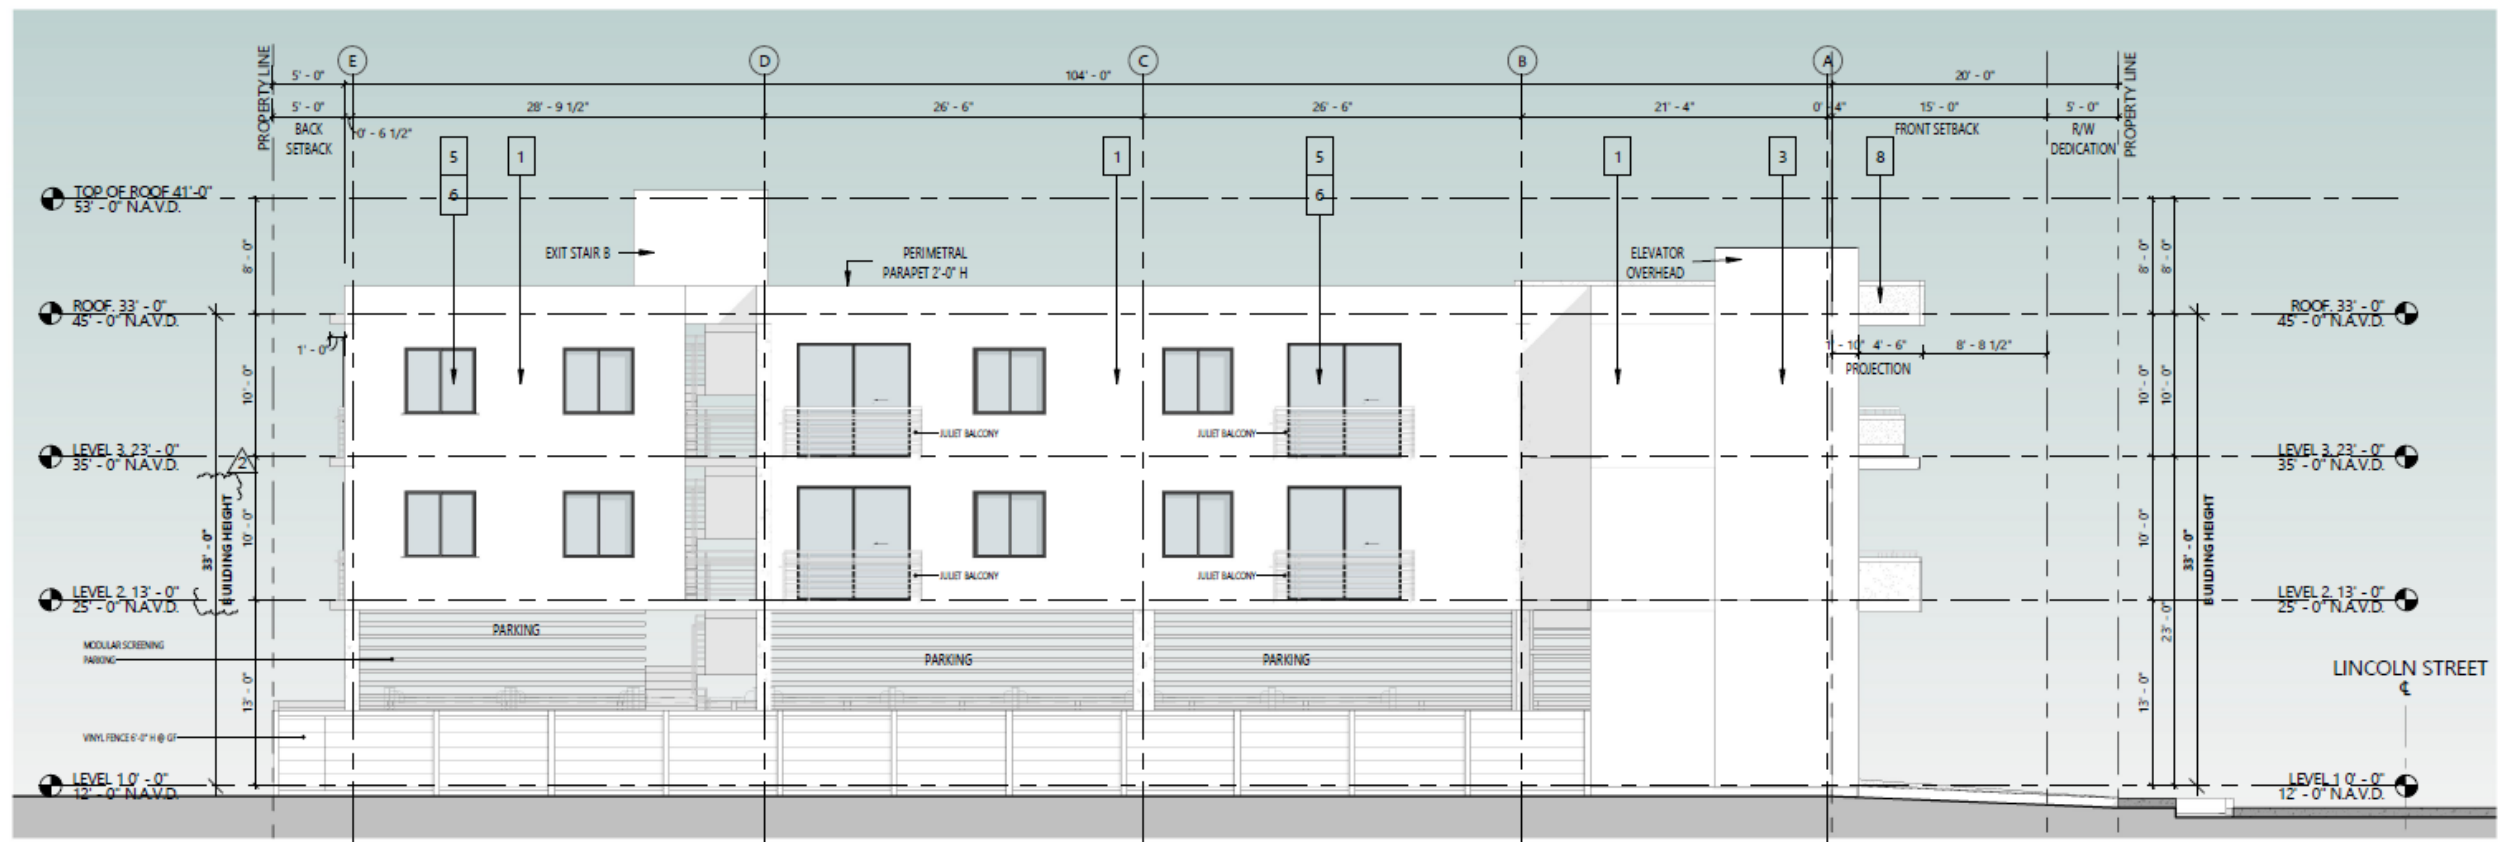 PROPERTY LINE
5' - 0"
E
D
104' - 0"
C
B
A
20' - 0"
PROPERTY LINE
5' - 0"
28' - 9 1/2"
26' - 6"
26' - 6"
21' - 4"
0' - 4"
15' - 0"
5' - 0"
BACK
SETBACK
0' - 6 1/2"
FRONT SETBACK
R/W
DEDICATION
5
6
1
1
5
6
1
3
8
TOP OF ROOF 41'-0"
53' - 0" N.A.V.D.
8' - 0"
EXIT STAIR B
PERIMETRAL
PARAPET 2'-0" H
ELEVATOR
OVERHEAD
8' - 0"
8' - 0"
ROOF. 33' - 0"
45' - 0" N.A.V.D.
ROOF. 33' - 0"
45' - 0" N.A.V.D.
1' - 0"
1' - 10"
4' - 6"
8' - 8 1/2"
PROJECTION
10' - 0"
10' - 0"
10' - 0"
JULIET BALCONY
JULIET BALCONY
LEVEL 3, 23' - 0"
35' - 0" N.A.V.D.
2
LEVEL 3, 23' - 0"
35' - 0" N.A.V.D.
33' - 0"
BUILDING HEIGHT
10' - 0"
10' - 0"
33' - 0"
BUILDING HEIGHT
JULIET BALCONY
JULIET BALCONY
LEVEL 2, 13' - 0"
25' - 0" N.A.V.D.
LEVEL 2, 13' - 0"
25' - 0" N.A.V.D.
23' - 0"
PARKING
MODULAR SCREENING
PARKING
PARKING
PARKING
LINCOLN STREET
℄
13' - 0"
13' - 0"
VINYL FENCE 6'-0" H @ GF
LEVEL 1 0' - 0"
12' - 0" N.A.V.D.
LEVEL 1 0' - 0"
12' - 0" N.A.V.D.